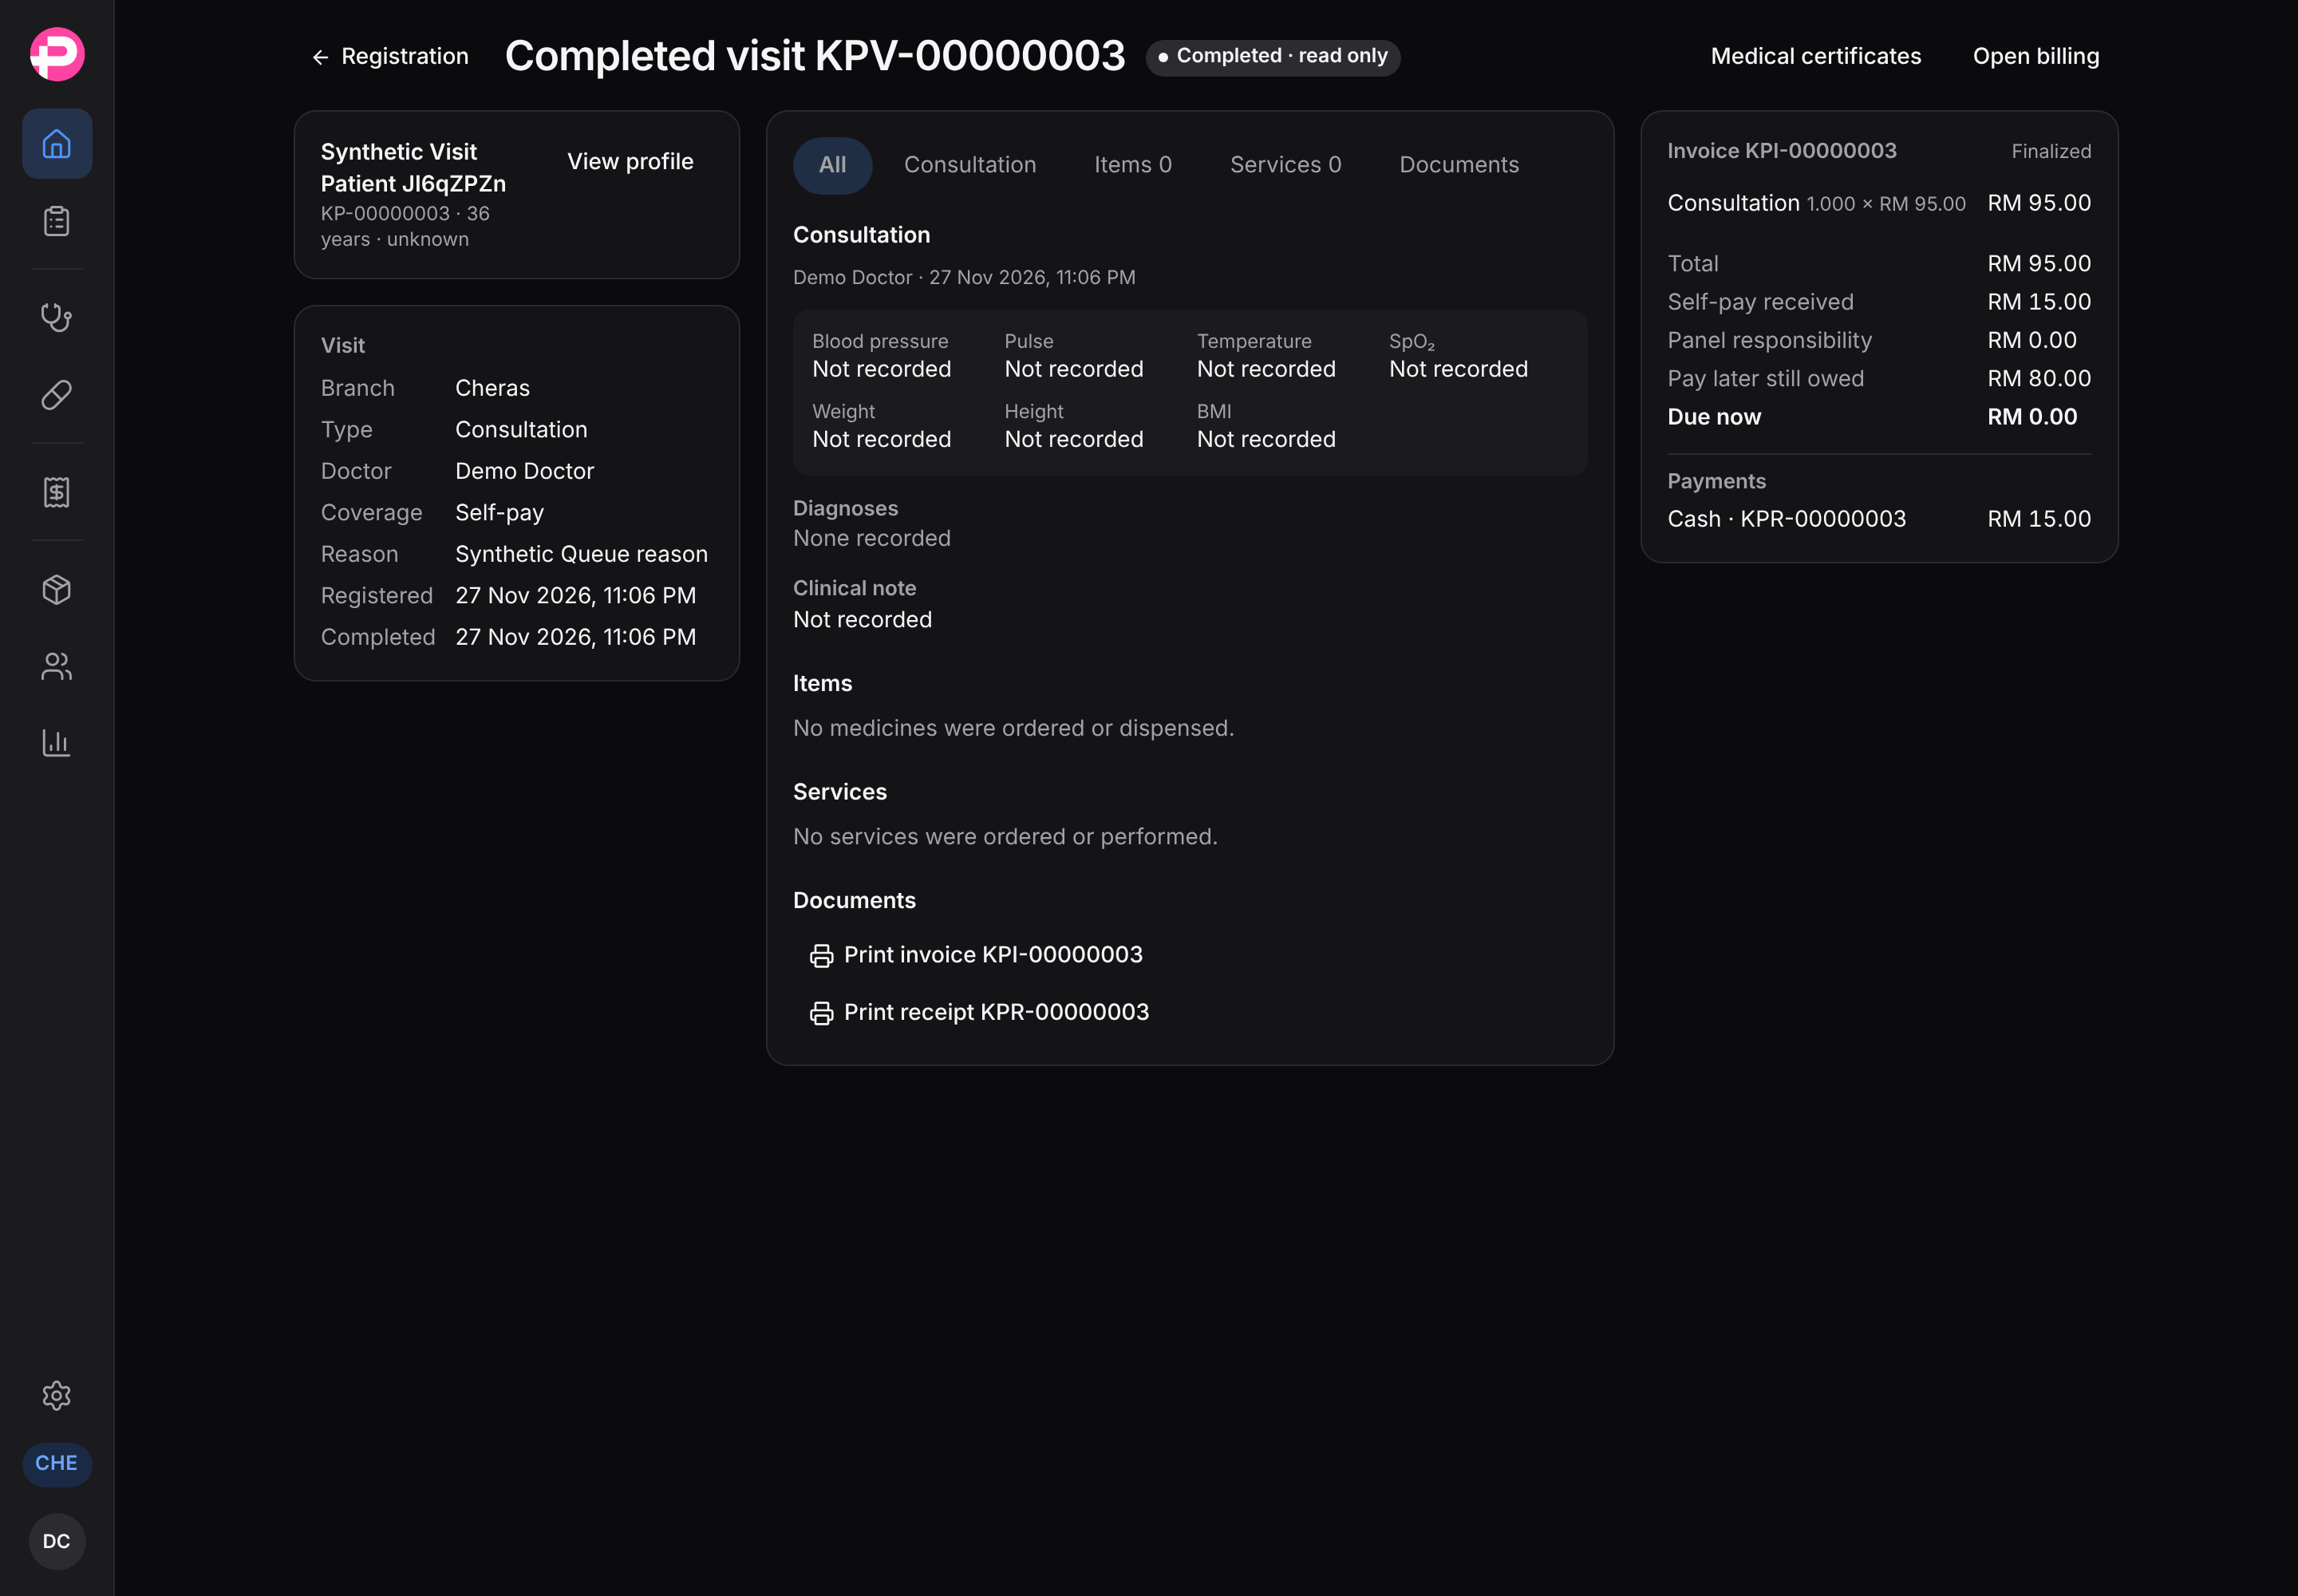 ← Registration
Completed visit KPV-00000003
Completed · read only
Medical certificates
Open billing
Synthetic Visit
Patient JI6qZPZn
View profile
KP-00000003 · 36
years · unknown
Visit
Branch Cheras
Type Consultation
Doctor Demo Doctor
Coverage Self-pay
Reason Synthetic Queue reason
Registered 27 Nov 2026, 11:06 PM
Completed 27 Nov 2026, 11:06 PM
All Consultation Items 0 Services 0 Documents
Consultation
Demo Doctor · 27 Nov 2026, 11:06 PM
Blood pressure Pulse Temperature SpO₂
Not recorded Not recorded Not recorded Not recorded
Weight Height BMI
Not recorded Not recorded Not recorded
Diagnoses
None recorded
Clinical note
Not recorded
Items
No medicines were ordered or dispensed.
Services
No services were ordered or performed.
Documents
Print invoice KPI-00000003
Print receipt KPR-00000003
Invoice KPI-00000003 Finalized
Consultation 1.000 × RM 95.00 RM 95.00
Total RM 95.00
Self-pay received RM 15.00
Panel responsibility RM 0.00
Pay later still owed RM 80.00
Due now RM 0.00
Payments
Cash · KPR-00000003 RM 15.00
CHE
DC